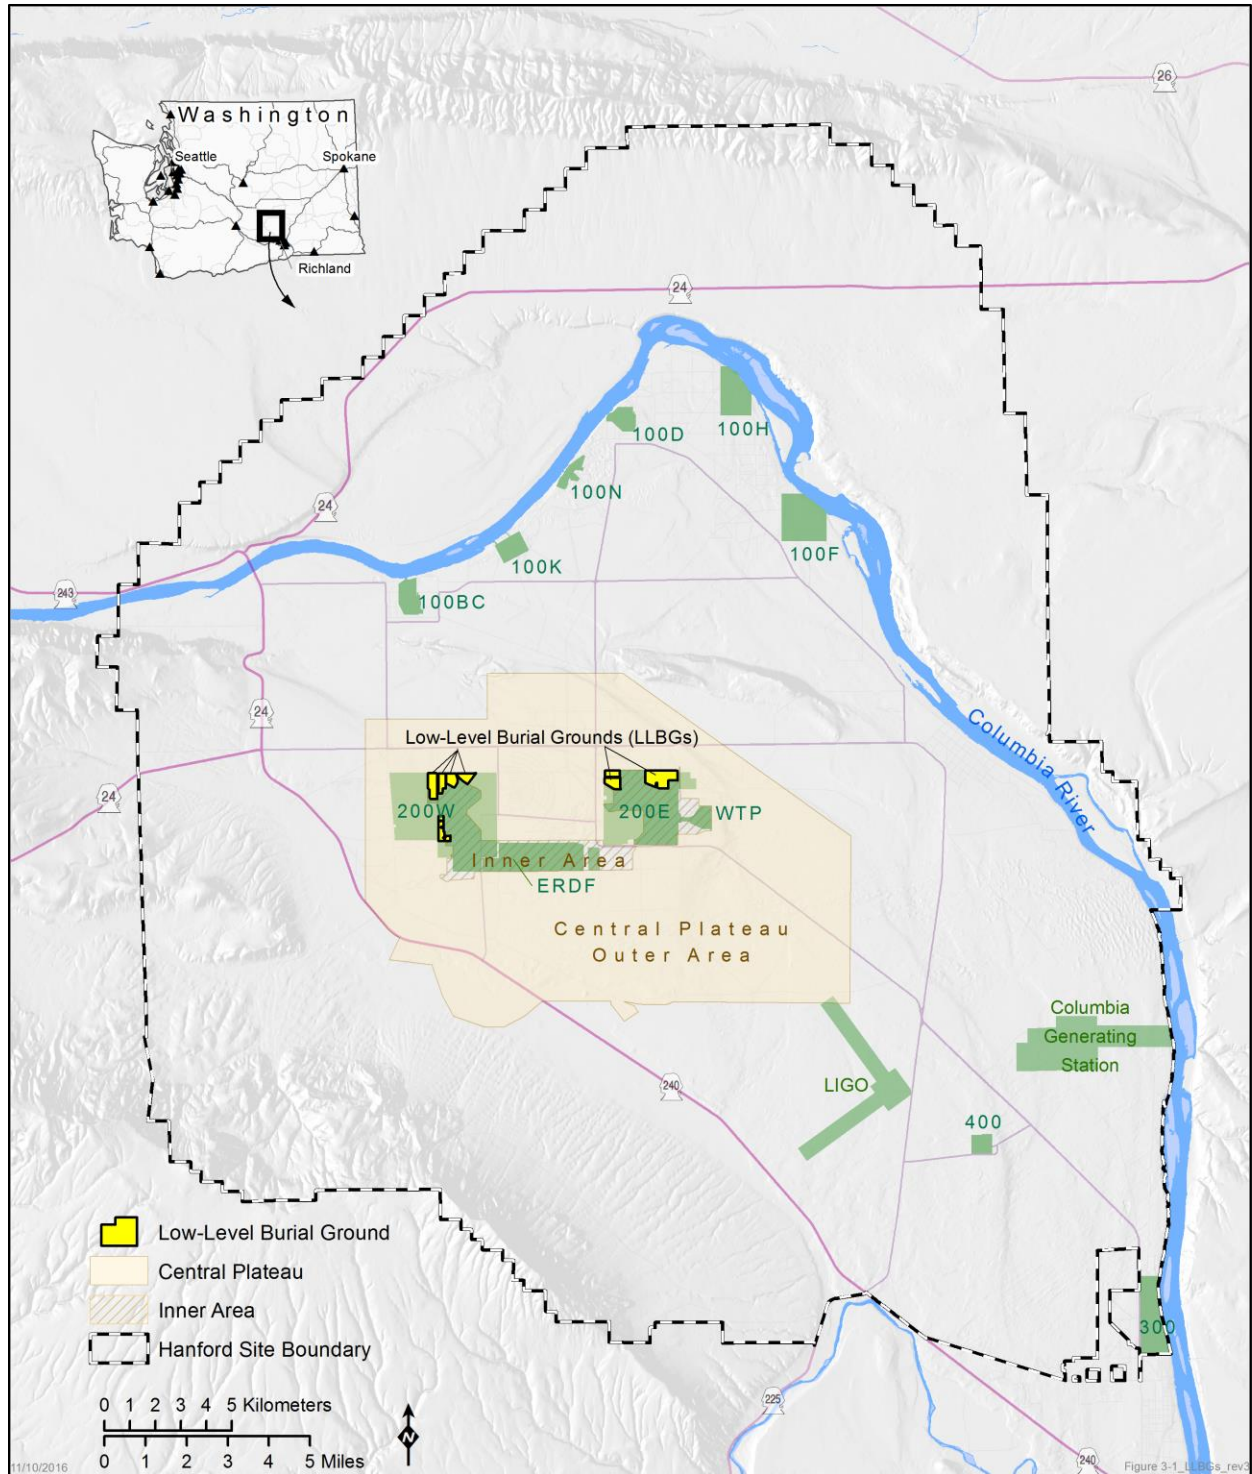 26
Washington
Seattle
Spokane
Richland
24
100D
100H
100N
24
100F
100K
243
100BC
24
Low-Level Burial Grounds (LLBGs)
Columbia River
24
200W
200E
WTP
Inner Area
ERDF
Central Plateau
Outer Area
Columbia
Generating
Station
LIGO
240
400
Low-Level Burial Ground
Central Plateau
Inner Area
300
Hanford Site Boundary
225
0 1 2 3 4 5 Kilometers
0 1 2 3 4 5 Miles
N
240
11/10/2016
Figure 3-1_LLBGs_rev3